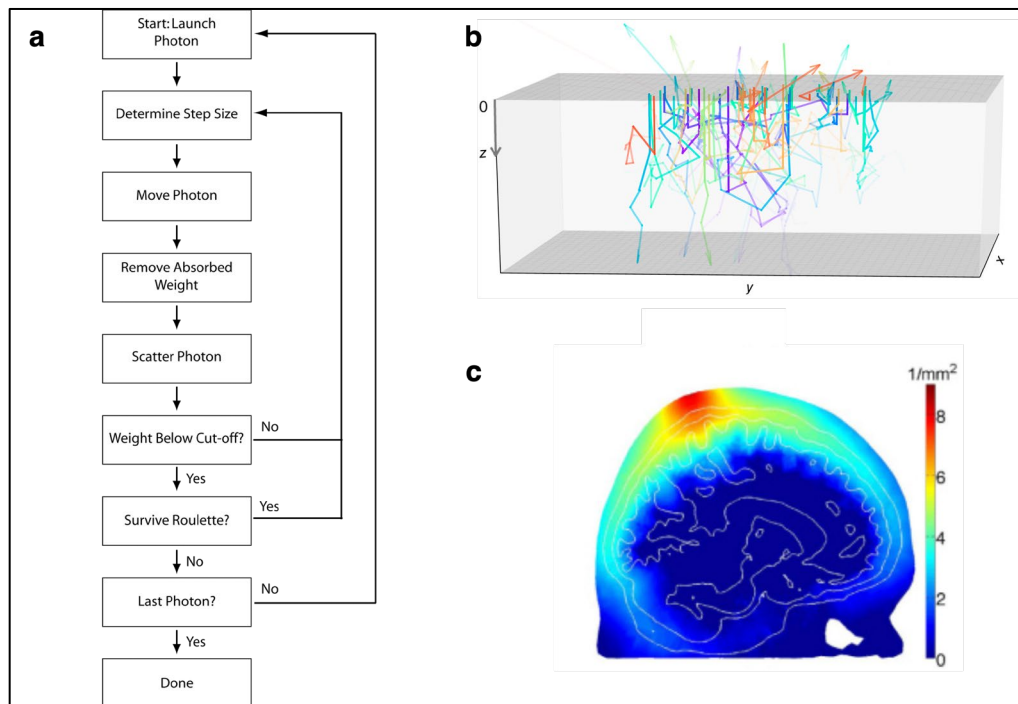 a
Start: Launch
Photon
Determine Step Size
Move Photon
Remove Absorbed
Weight
Scatter Photon
Weight Below Cut-off?
No
Yes
Survive Roulette?
Yes
No
Last Photon?
No
Yes
Done
b
0
z
y
x
c
1/mm²
8
6
4
2
0